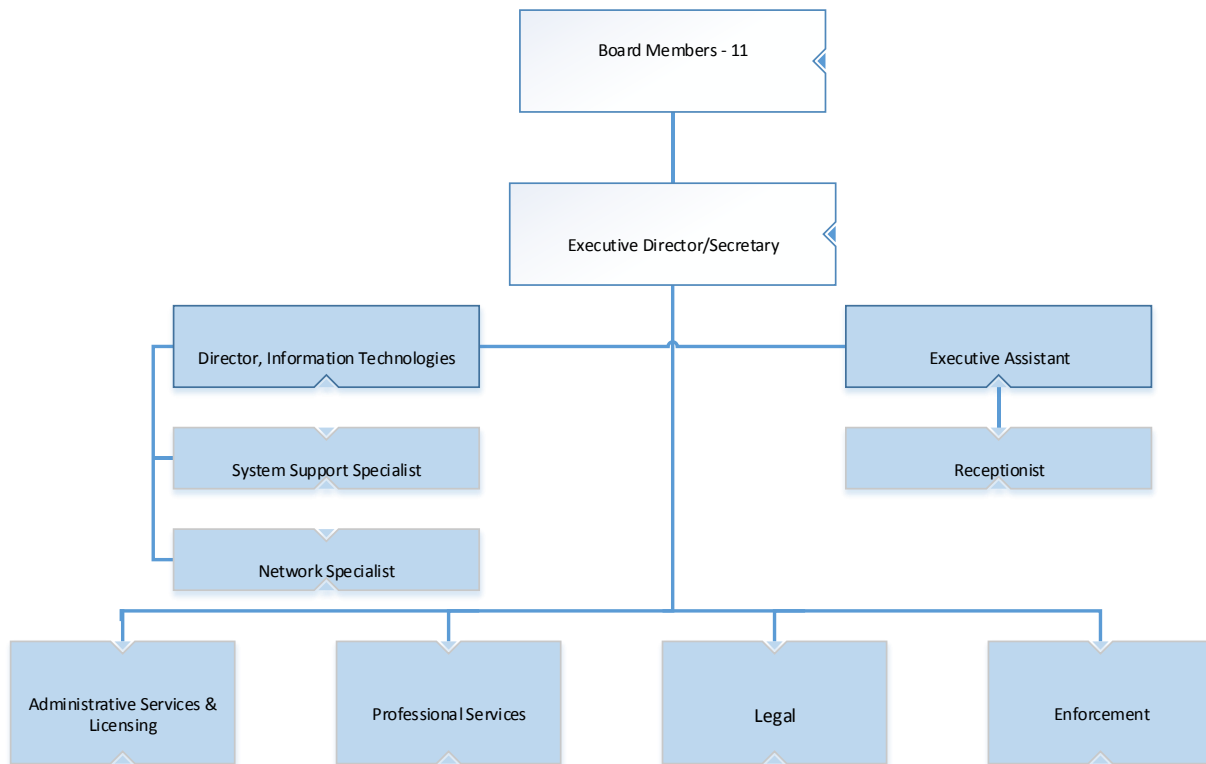 Board Members - 11
Executive Director/Secretary
Director, Information Technologies
Executive Assistant
System Support Specialist
Receptionist
Network Specialist
Administrative Services &
Licensing
Professional Services
Legal
Enforcement